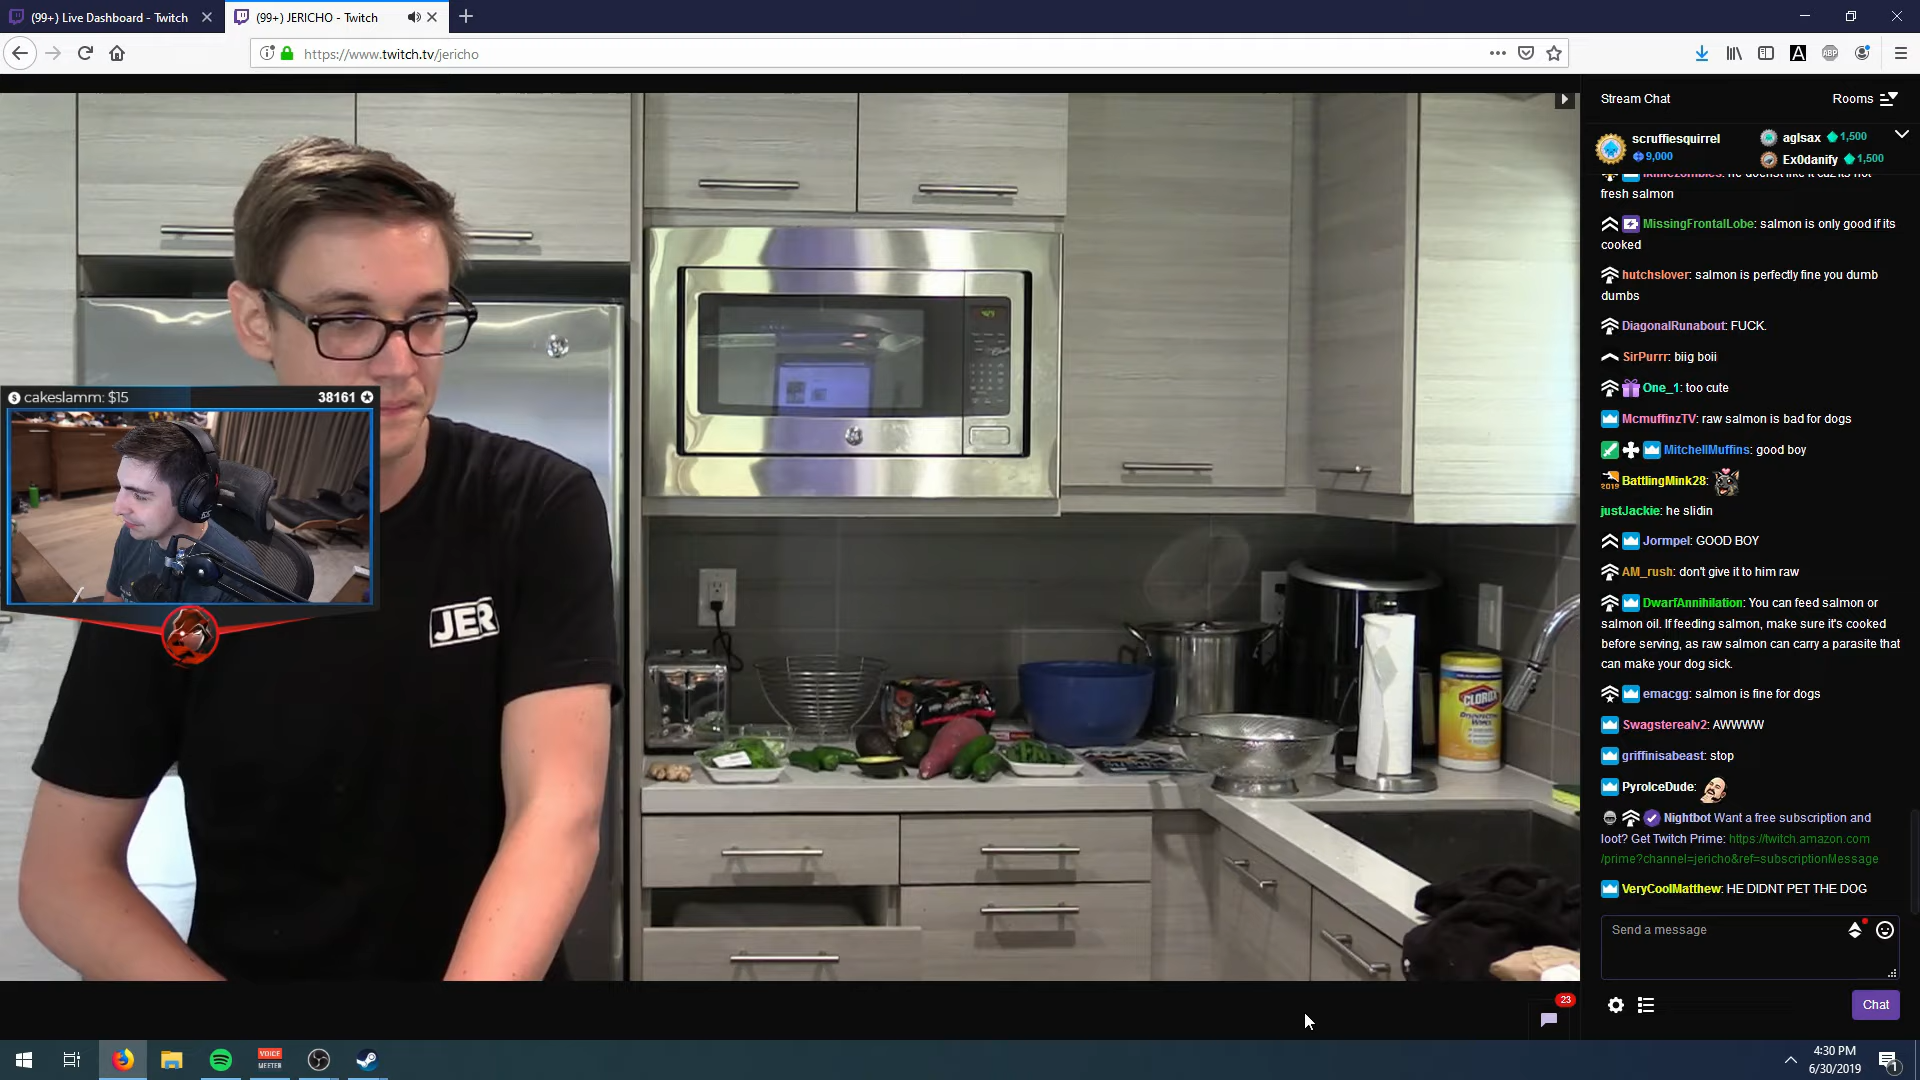 (99+) Live Dashboard - Twitch
(99+) JERICHO - Twitch
https://www.twitch.tv/jericho
ABP
Stream Chat
Rooms
scruffiesquirrel
9,000
aglsax 1,500
Ex0danify 1,500
fresh salmon
MissingFrontalLobe: salmon is only good if its
cooked
hutchslover: salmon is perfectly fine you dumb
dumbs
DiagonalRunabout: FUCK.
SirPurrr: biig boii
One_1: too cute
McmuffinzTV: raw salmon is bad for dogs
MitchellMuffins: good boy
2019 BattlingMink28:
justJackie: he slidin
Jormpel: GOOD BOY
AM_rush: don't give it to him raw
DwarfAnnihilation: You can feed salmon or
salmon oil. If feeding salmon, make sure it's cooked
before serving, as raw salmon can carry a parasite that
can make your dog sick.
emacgg: salmon is fine for dogs
Swagsterealv2: AWWWW
griffinisabeast: stop
PyroIceDude:
Nightbot Want a free subscription and
loot? Get Twitch Prime: https://twitch.amazon.com
/prime?channel=jericho&ref=subscriptionMessage
VeryCoolMatthew: HE DIDNT PET THE DOG
Send a message
Chat
23
cakeslamm: $15
38161
JER
CLOROX
VOICE
MEETER
4:30 PM
6/30/2019
1